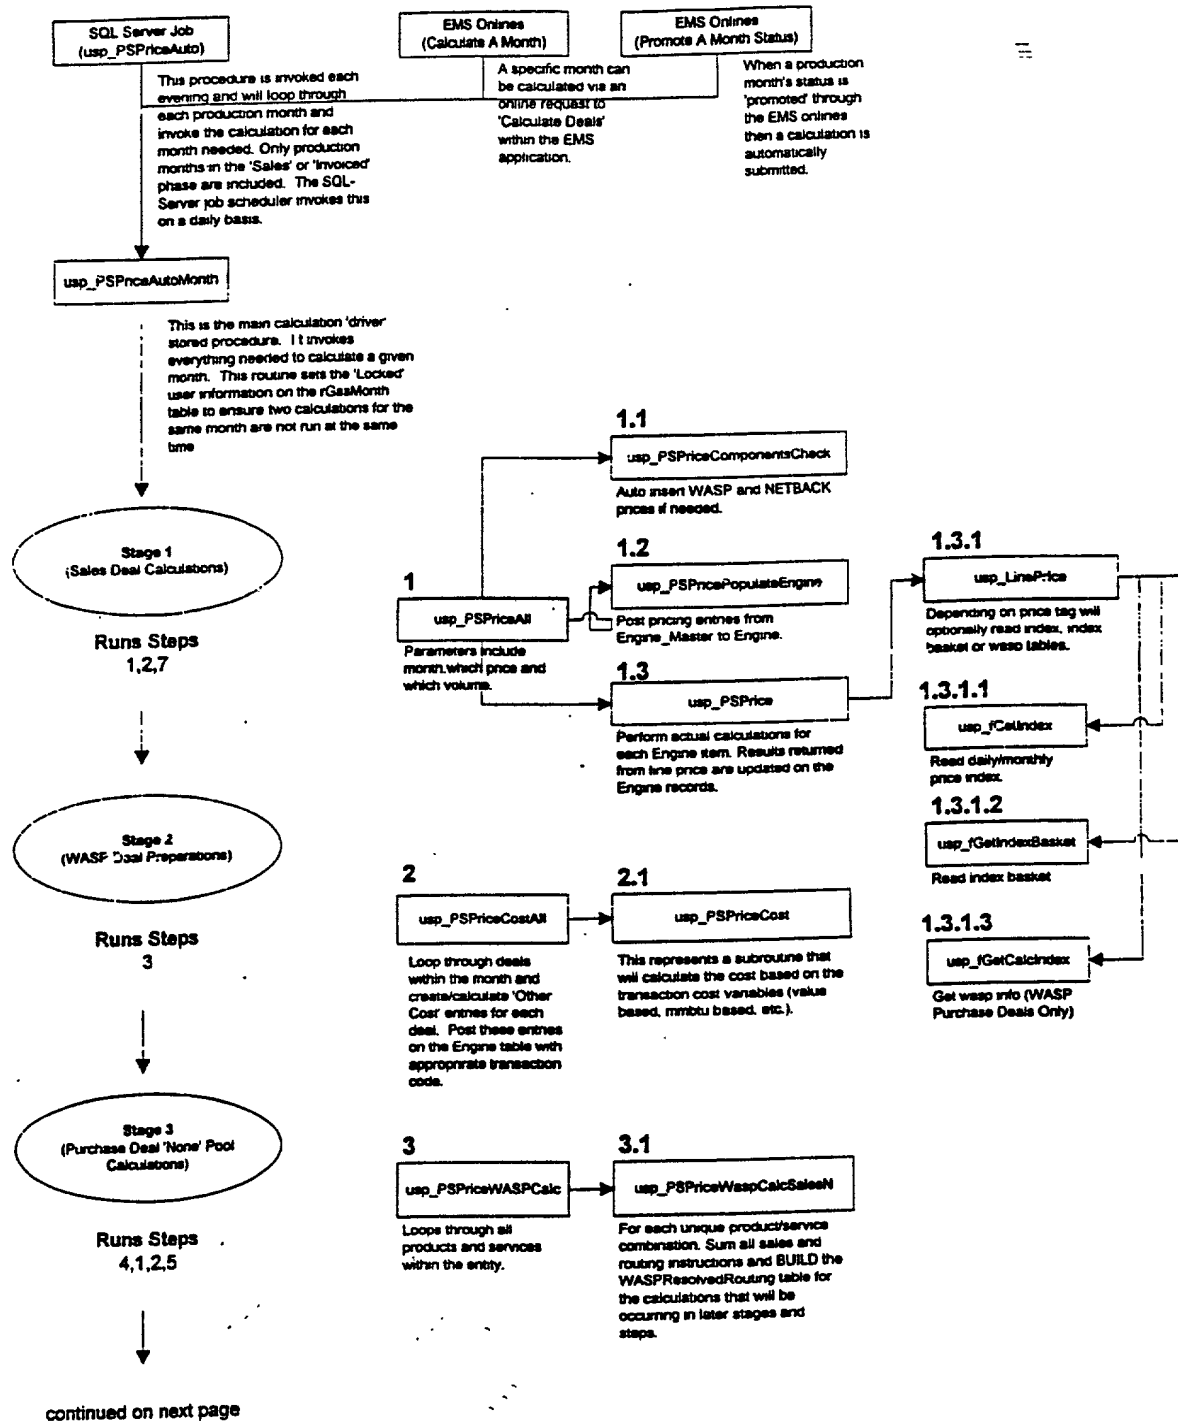 SQL Server Job
(usp_PSPriceAuto)
EMS Onlines
(Calculate A Month)
EMS Onlines
(Promote A Month Status)
This procedure is invoked each
evening and will loop through
each production month and
invoke the calculation for each
month needed. Only production
months in the 'Sales' or 'Invoiced'
phase are included. The SQL-
Server job scheduler invokes this
on a daily basis.
A specific month can
be calculated via an
online request to
'Calculate Deals'
within the EMS
application.
When a production
month's status is
'promoted' through
the EMS onlines
then a calculation is
automatically
submitted.
usp_PSPriceAutoMonth
This is the main calculation 'driver'
stored procedure. It invokes
everything needed to calculate a given
month. This routine sets the 'Locked'
user information on the rGasMonth
table to ensure two calculations for the
same month are not run at the same
time
Stage 1
(Sales Deal Calculations)
Runs Steps
1,2,7
Stage 2
(WASP Deal Preparations)
Runs Steps
3
Stage 3
(Purchase Deal 'None' Pool
Calculations)
Runs Steps
4,1,2,5
continued on next page
1
usp_PSPriceAll
Parameters include
month,which price and
which volume.
1.1
usp_PSPriceComponentsCheck
Auto insert WASP and NETBACK
prices if needed.
1.2
usp_PSPricePopulateEngine
Post pricing entries from
Engine_Master to Engine.
1.3
usp_PSPrice
Perform actual calculations for
each Engine item. Results returned
from line price are updated on the
Engine records.
1.3.1
usp_LinePrice
Depending on price tag will
optionally read index, index
basket or wasp tables.
1.3.1.1
usp_fGetIndex
Read daily/monthly
price index.
1.3.1.2
usp_fGetIndexBasket
Read index basket
1.3.1.3
usp_fGetCalcIndex
Get wasp info (WASP
Purchase Deals Only)
2
usp_PSPriceCostAll
Loop through deals
within the month and
create/calculate 'Other
Cost' entries for each
deal. Post these entries
on the Engine table with
appropriate transaction
code.
2.1
usp_PSPriceCost
This represents a subroutine that
will calculate the cost based on the
transaction cost variables (value
based, mmbtu based, etc.).
3
usp_PSPriceWASPCalc
Loops through all
products and services
within the entity.
3.1
usp_PSPriceWaspCalcSalesN
For each unique product/service
combination. Sum all sales and
routing instructions and BUILD the
WASPResolvedRouting table for
the calculations that will be
occurring in later stages and
steps.